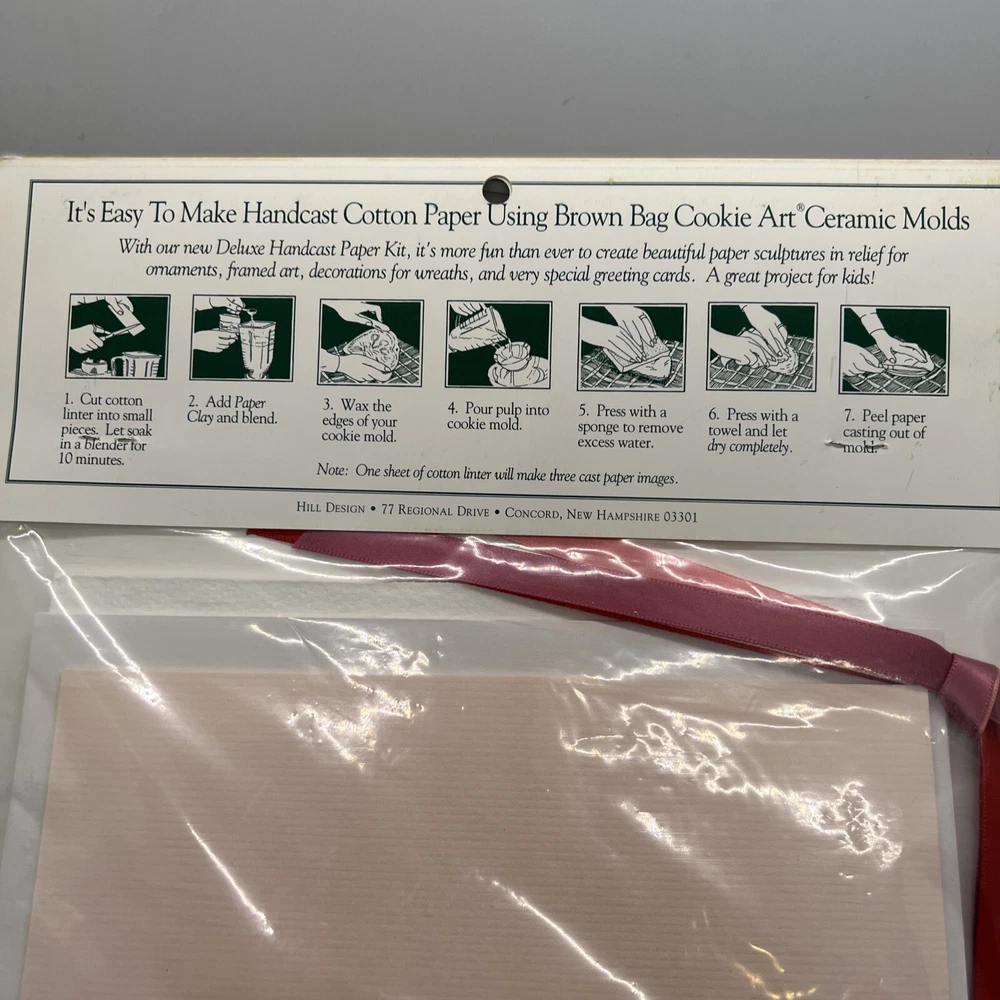 It's Easy To Make Handcast Cotton Paper Using Brown Bag Cookie Art® Ceramic Molds
With our new Deluxe Handcast Paper Kit, it's more fun than ever to create beautiful paper sculptures in relief for
ornaments, framed art, decorations for wreaths, and very special greeting cards. A great project for kids!
1. Cut cotton
linter into small
pieces. Let soak
in a blender for
10 minutes.
2. Add Paper
Clay and blend.
3. Wax the
edges of your
cookie mold.
4. Pour pulp into
cookie mold.
5. Press with a
sponge to remove
excess water.
6. Press with a
towel and let
dry completely.
7. Peel paper
casting out of
mold.
Note: One sheet of cotton linter will make three cast paper images.
Hill Design • 77 Regional Drive • Concord, New Hampshire 03301